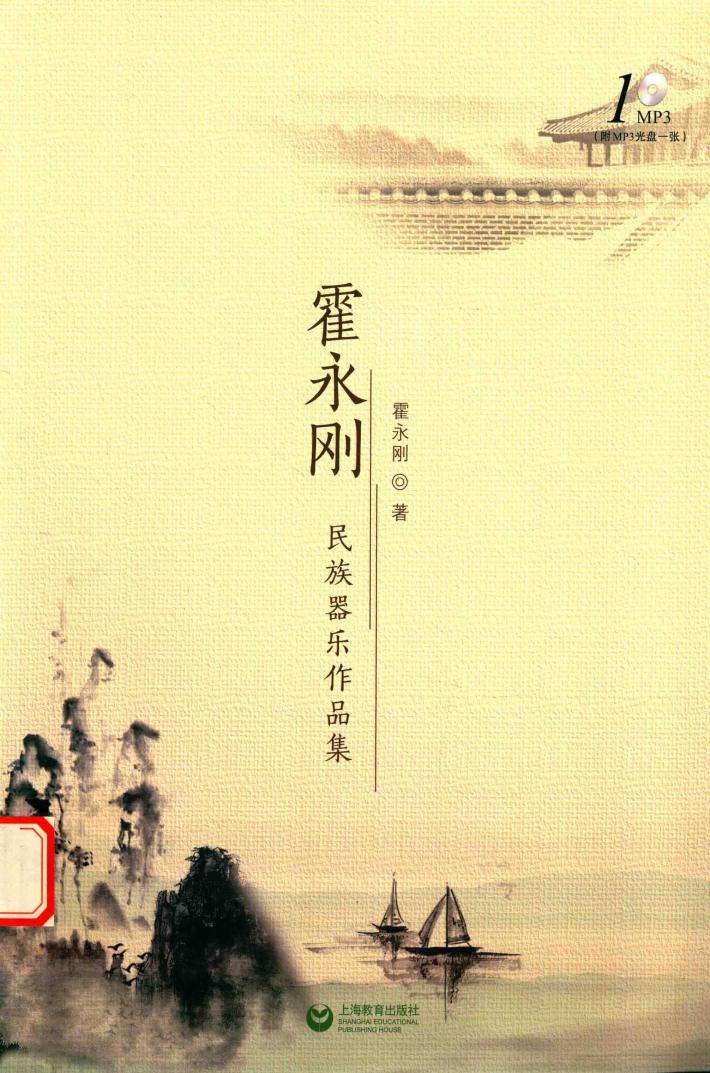 1
MP3
（附MP3光盘一张）
霍永刚
民族器乐作品集
霍永刚◎著
上海教育出版社
SHANGHAI EDUCATIONAL
PUBLISHING HOUSE